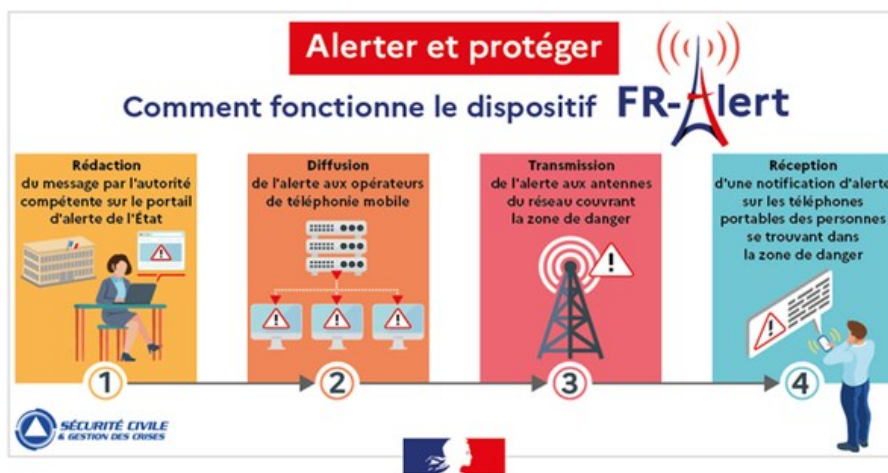 Alerter et protéger
Comment fonctionne le dispositif FR-Alert
Rédaction
du message par l'autorité
compétente sur le portail
d'alerte de l'État
Diffusion
de l'alerte aux opérateurs
de téléphonie mobile
Transmission
de l'alerte aux antennes
du réseau couvrant
la zone de danger
Réception
d'une notification d'alerte
sur les téléphones
portables des personnes
se trouvant dans
la zone de danger
1
2
3
4
SÉCURITÉ CIVILE
& GESTION DES CRISES